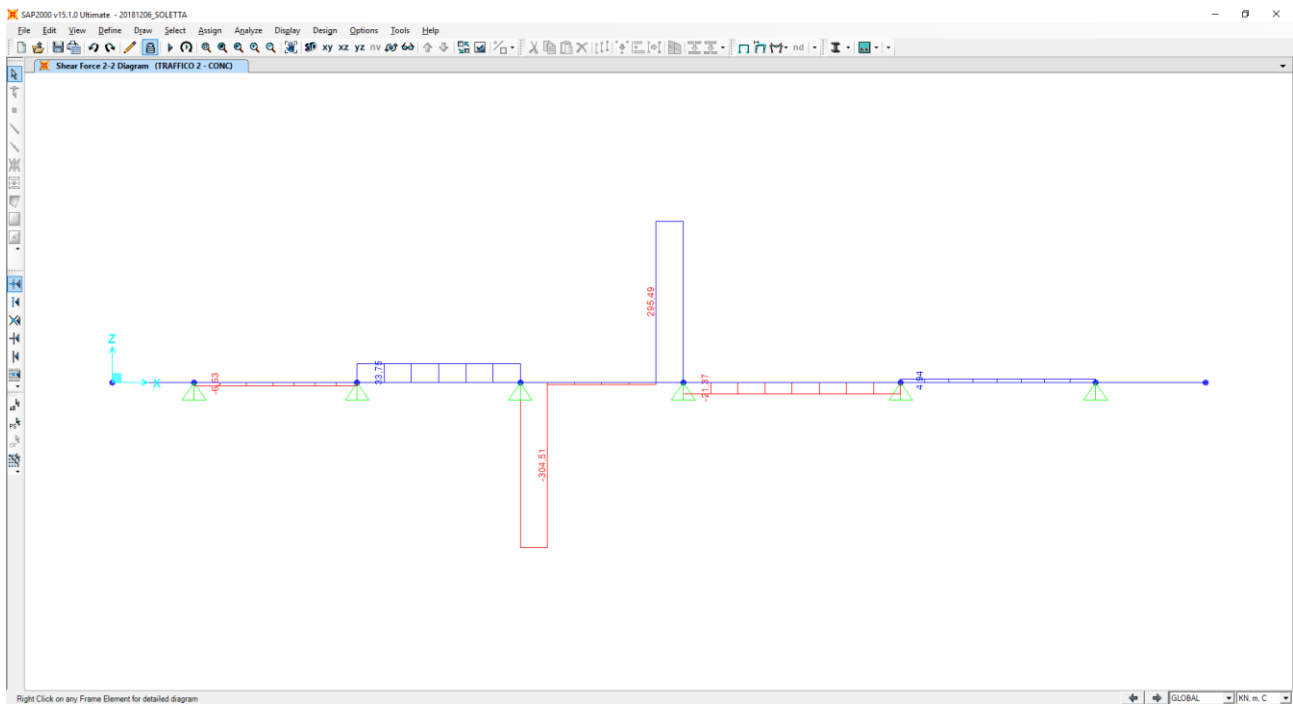 SAP2000 v15.1.0 Ultimate - 20181206_SOLETTA
File Edit View Define Draw Select Assign Analyze Display Design Options Tools Help
xy xz yz nv nd
Shear Force 2-2 Diagram (TRAFFICO 2 - CONC)
295.49
Z
X
-6.53
33.75
-21.37
4.94
-304.51
Right Click on any Frame Element for detailed diagram
GLOBAL
KN, m, C